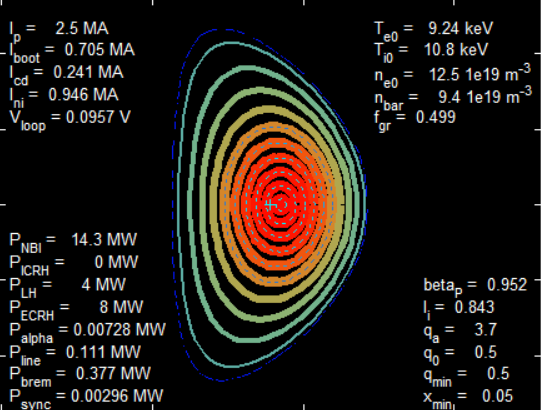 I_p = 2.5 MA
I_boot = 0.705 MA
I_cd = 0.241 MA
I_ni = 0.946 MA
V_loop = 0.0957 V
T_e0 = 9.24 keV
T_i0 = 10.8 keV
n_e0 = 12.5 1e19 m^-3
n_bar = 9.4 1e19 m^-3
f_gr = 0.499
P_NBI = 14.3 MW
P_ICRH = 0 MW
P_LH = 4 MW
P_ECRH = 8 MW
P_alpha = 0.00728 MW
P_line = 0.111 MW
P_brem = 0.377 MW
P_sync = 0.00296 MW
beta_p = 0.952
l_i = 0.843
q_a = 3.7
q_0 = 0.5
q_min = 0.5
x_min = 0.05